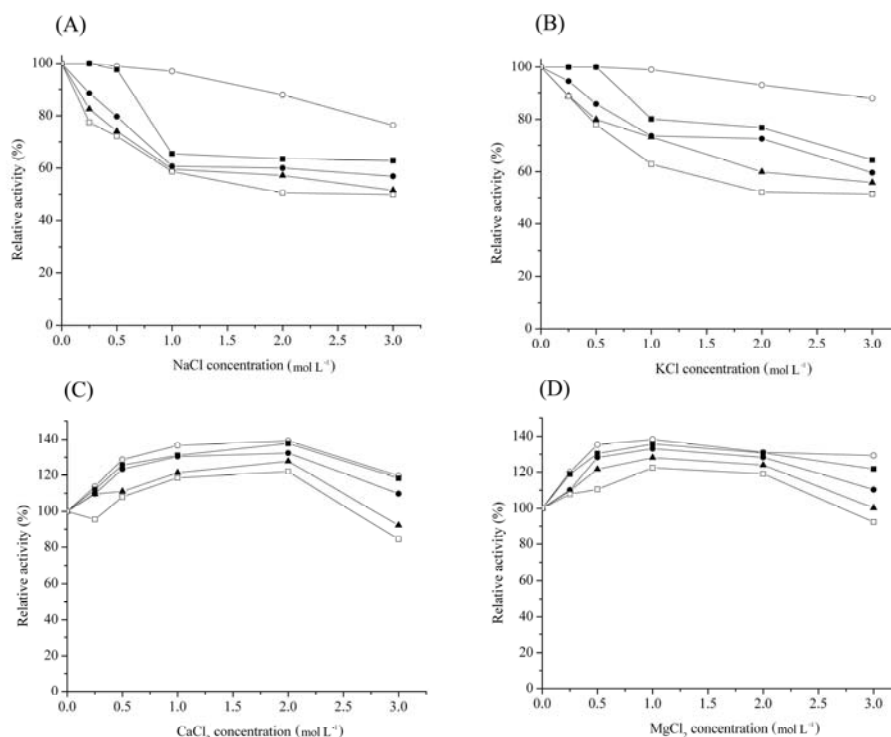 (A)
100
80
60
40
20
0
Relative activity (%)
0.0 0.5 1.0 1.5 2.0 2.5 3.0
NaCl concentration (mol L⁻¹)
(B)
100
80
60
40
20
0
Relative activity (%)
0.0 0.5 1.0 1.5 2.0 2.5 3.0
KCl concentration (mol L⁻¹)
(C)
140
120
100
80
60
40
20
0
Relative activity (%)
0.0 0.5 1.0 1.5 2.0 2.5 3.0
CaCl₂ concentration (mol L⁻¹)
(D)
140
120
100
80
60
40
20
0
Relative activity (%)
0.0 0.5 1.0 1.5 2.0 2.5 3.0
MgCl₂ concentration (mol L⁻¹)